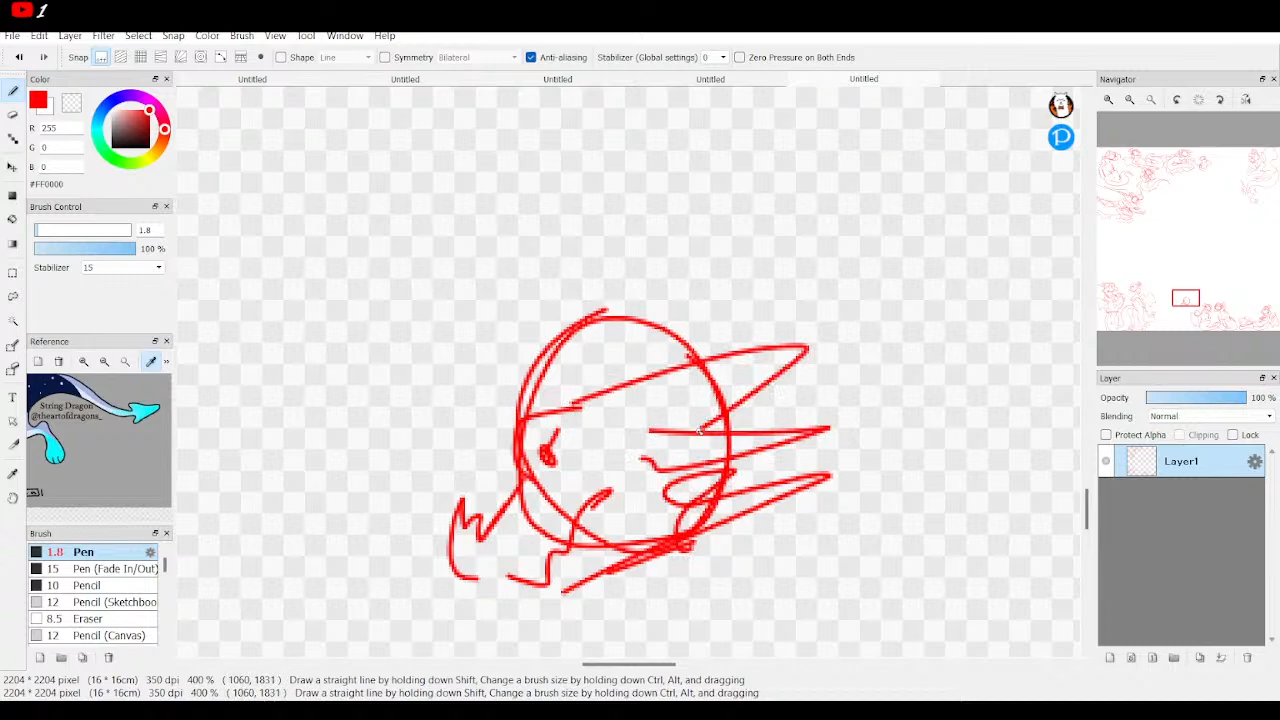 1
File Edit Layer Filter Select Snap Color Brush View Tool Window Help
Snap Shape Line Symmetry Bilateral Anti-aliasing Stabilizer (Global settings) 0 Zero Pressure on Both Ends
Untitled Untitled Untitled Untitled Untitled
Color
R 255
G 0
B 0
#FF0000
Brush Control
1.8
100 %
Stabilizer 15
Reference
String Dragon
@theartofdragons_
Brush
1.8 Pen
15 Pen (Fade In/Out)
10 Pencil
12 Pencil (Sketchboo
8.5 Eraser
12 Pencil (Canvas)
Navigator
Layer
Opacity 100 %
Blending Normal
Protect Alpha Clipping Lock
Layer1
2204 * 2204 pixel (16 * 16cm) 350 dpi 400 % ( 1060, 1831 ) Draw a straight line by holding down Shift, Change a brush size by holding down Ctrl, Alt, and dragging
2204 * 2204 pixel (16 * 16cm) 350 dpi 400 % ( 1060, 1831 ) Draw a straight line by holding down Shift, Change a brush size by holding down Ctrl, Alt, and dragging